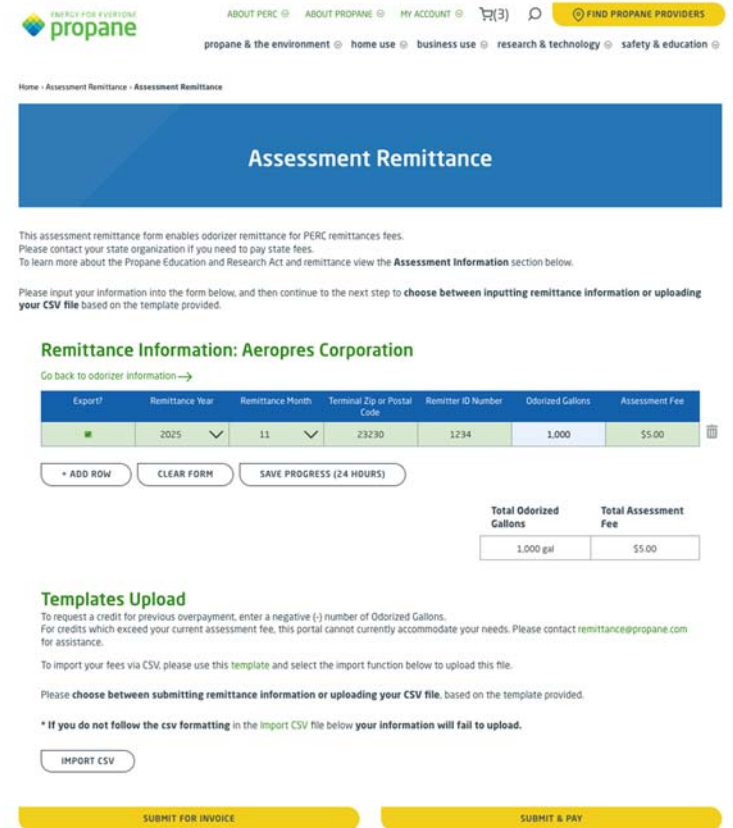 ENERGY FOR EVERYONE
propane
ABOUT PERC ABOUT PROPANE MY ACCOUNT (3) FIND PROPANE PROVIDERS
propane & the environment home use business use research & technology safety & education
Home › Assessment Remittance › Assessment Remittance
Assessment Remittance
This assessment remittance form enables odorizer remittance for PERC remittances fees.
Please contact your state organization if you need to pay state fees.
To learn more about the Propane Education and Research Act and remittance view the Assessment Information section below.
Please input your information into the form below, and then continue to the next step to choose between inputting remittance information or uploading
your CSV file based on the template provided.
Remittance Information: Aeropres Corporation
Go back to odorizer information →
Export? Remittance Year Remittance Month Terminal Zip or Postal Code Remitter ID Number Odorized Gallons Assessment Fee
2025 11 23230 1234 1,000 $5.00
+ ADD ROW CLEAR FORM SAVE PROGRESS (24 HOURS)
Total Odorized Gallons Total Assessment Fee
1,000 gal $5.00
Templates Upload
To request a credit for previous overpayment, enter a negative (-) number of Odorized Gallons.
For credits which exceed your current assessment fee, this portal cannot currently accommodate your needs. Please contact remittance@propane.com
for assistance.
To import your fees via CSV, please use this template and select the import function below to upload this file.
Please choose between submitting remittance information or uploading your CSV file, based on the template provided.
* If you do not follow the csv formatting in the Import CSV file below your information will fail to upload.
IMPORT CSV
SUBMIT FOR INVOICE SUBMIT & PAY